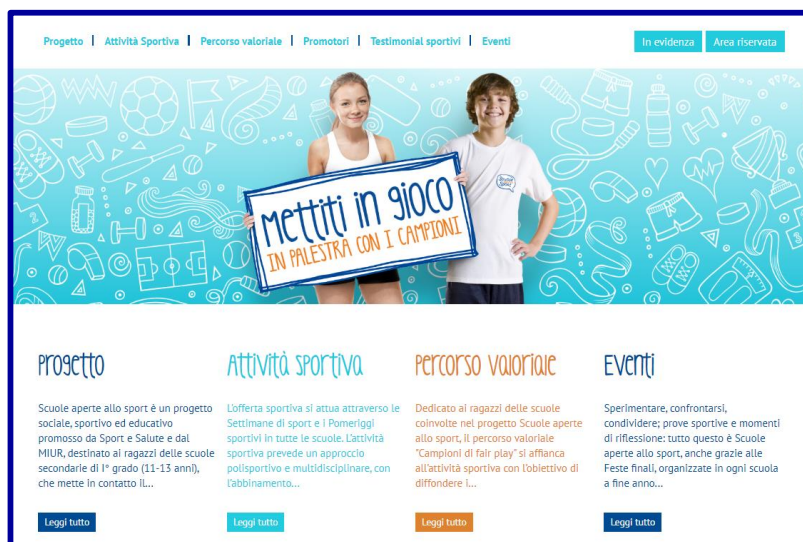 Progetto | Attività Sportiva | Percorso valoriale | Promotori | Testimonial sportivi | Eventi
In evidenza Area riservata
Mettiti in gioco
IN PALESTRA CON I CAMPIONI
Progetto
Scuole aperte allo sport è un progetto
sociale, sportivo ed educativo
promosso da Sport e Salute e dal
MIUR, destinato ai ragazzi delle scuole
secondarie di I° grado (11-13 anni),
che mette in contatto il...
Leggi tutto
Attività sportiva
L'offerta sportiva si attua attraverso le
Settimane di sport e i Pomeriggi
sportivi in tutte le scuole. L'attività
sportiva prevede un approccio
polisportivo e multidisciplinare, con
l'abbinamento...
Leggi tutto
Percorso valoriale
Dedicato ai ragazzi delle scuole
coinvolte nel progetto Scuole aperte
allo sport, il percorso valoriale
"Campioni di fair play" si affianca
all'attività sportiva con l'obiettivo di
diffondere i...
Leggi tutto
Eventi
Sperimentare, confrontarsi,
condividere; prove sportive e momenti
di riflessione: tutto questo è Scuole
aperte allo sport, anche grazie alle
Feste finali, organizzate in ogni scuola
a fine anno...
Leggi tutto